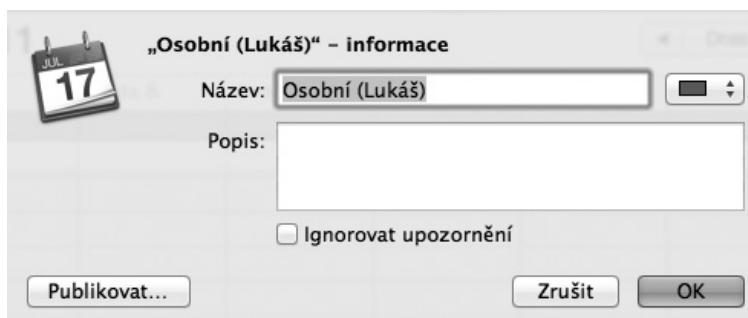 „Osobní (Lukáš)“ – informace
JUL
17
Název: Osobní (Lukáš)
Popis:
Ignorovat upozornění
Publikovat...
Zrušit
OK